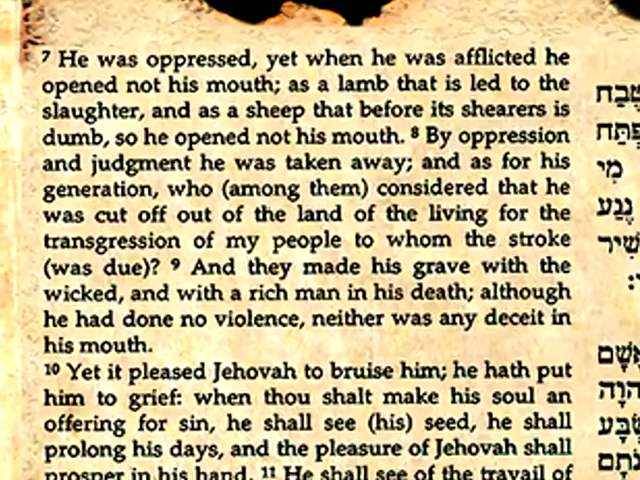 7 He was oppressed, yet when he was afflicted he
opened not his mouth; as a lamb that is led to the
slaughter, and as a sheep that before its shearers is
dumb, so he opened not his mouth. 8 By oppression
and judgment he was taken away; and as for his
generation, who (among them) considered that he
was cut off out of the land of the living for the
transgression of my people to whom the stroke
(was due)? 9 And they made his grave with the
wicked, and with a rich man in his death; although
he had done no violence, neither was any deceit in
his mouth.
10 Yet it pleased Jehovah to bruise him; he hath put
him to grief: when thou shalt make his soul an
offering for sin, he shall see (his) seed, he shall
prolong his days, and the pleasure of Jehovah shall
prosper in his hand. 11 He shall see of the travail of
מִי